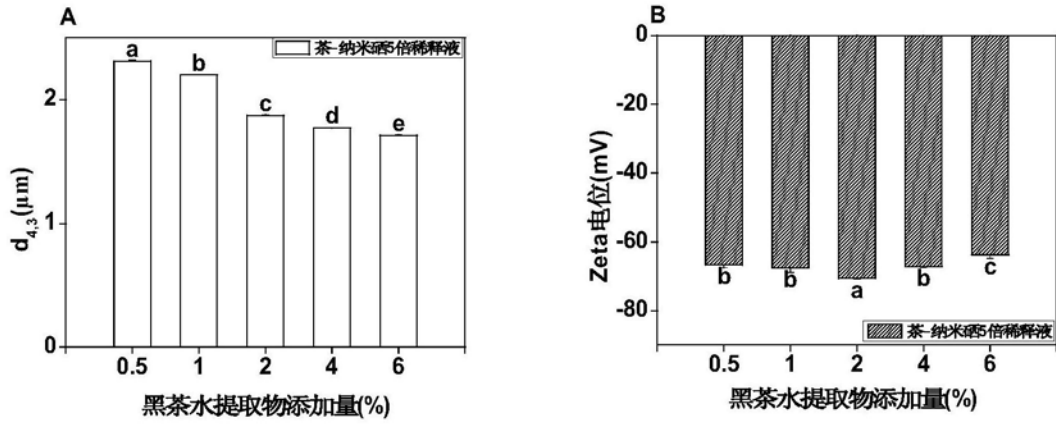 A
茶-纳米硒5倍稀释液
a
b
c
d
e
2
1
0
d4,3(μm)
0.5 1 2 4 6
黑茶水提取物添加量(%)
B
0
-20
-40
-60
-80
Zeta电位(mV)
b b a b c
茶-纳米硒5倍稀释液
0.5 1 2 4 6
黑茶水提取物添加量(%)